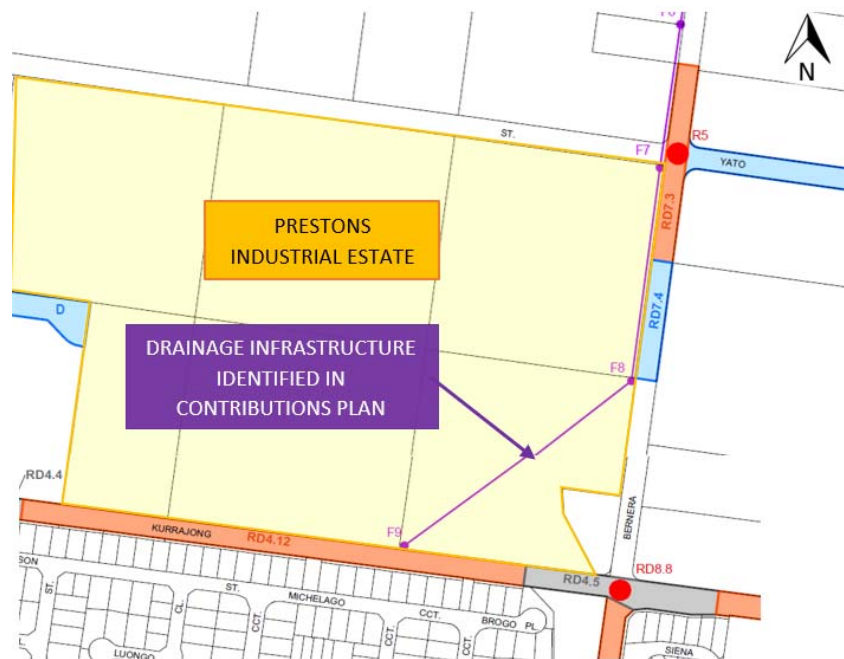 N
ST.
F7
R5
YATO
RD7.3
PRESTONS
INDUSTRIAL ESTATE
D
RD7.4
DRAINAGE INFRASTRUCTURE
IDENTIFIED IN
CONTRIBUTIONS PLAN
F8
RD4.4
BERNERA
KURRAJONG
RD4.12
F9
RD4.5
RD8.8
SON
ST.
ST.
MICHELAGO
CCT.
BROGO PL.
CL.
CCT.
CCT.
CCT.
LUONGO
SIENA